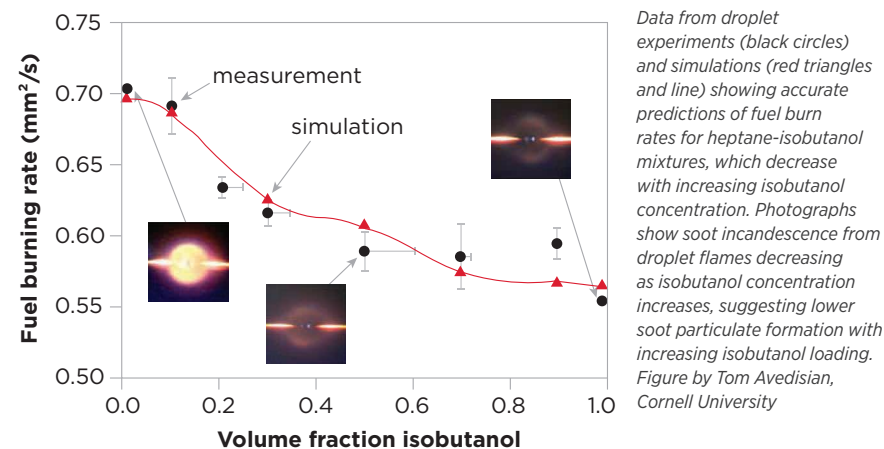 0.75
0.70
0.65
0.60
0.55
0.50
Fuel burning rate (mm²/s)
measurement
simulation
0.0 0.2 0.4 0.6 0.8 1.0
Volume fraction isobutanol
Data from droplet
experiments (black circles)
and simulations (red triangles
and line) showing accurate
predictions of fuel burn
rates for heptane-isobutanol
mixtures, which decrease
with increasing isobutanol
concentration. Photographs
show soot incandescence from
droplet flames decreasing
as isobutanol concentration
increases, suggesting lower
soot particulate formation with
increasing isobutanol loading.
Figure by Tom Avedisian,
Cornell University